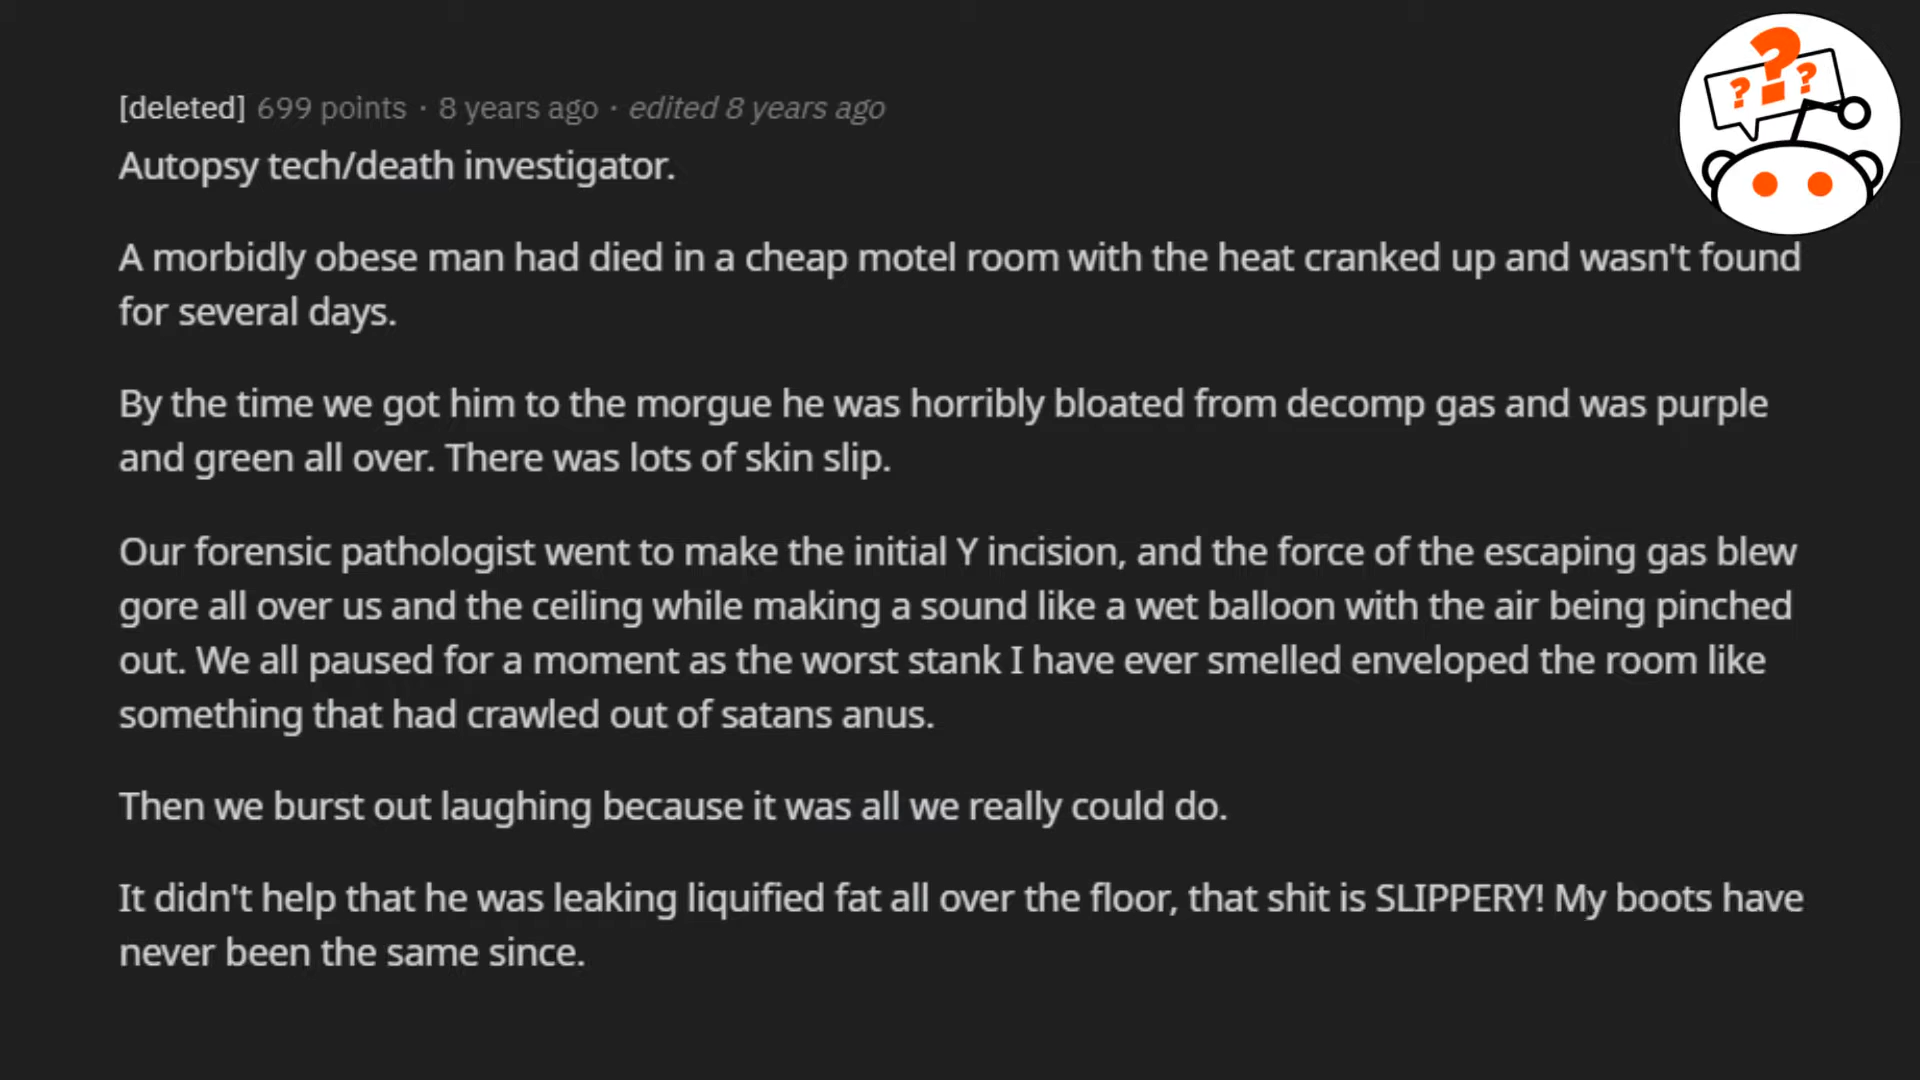 [deleted] 699 points · 8 years ago · edited 8 years ago
Autopsy tech/death investigator.
A morbidly obese man had died in a cheap motel room with the heat cranked up and wasn't found
for several days.
By the time we got him to the morgue he was horribly bloated from decomp gas and was purple
and green all over. There was lots of skin slip.
Our forensic pathologist went to make the initial Y incision, and the force of the escaping gas blew
gore all over us and the ceiling while making a sound like a wet balloon with the air being pinched
out. We all paused for a moment as the worst stank I have ever smelled enveloped the room like
something that had crawled out of satans anus.
Then we burst out laughing because it was all we really could do.
It didn't help that he was leaking liquified fat all over the floor, that shit is SLIPPERY! My boots have
never been the same since.
? ? ?